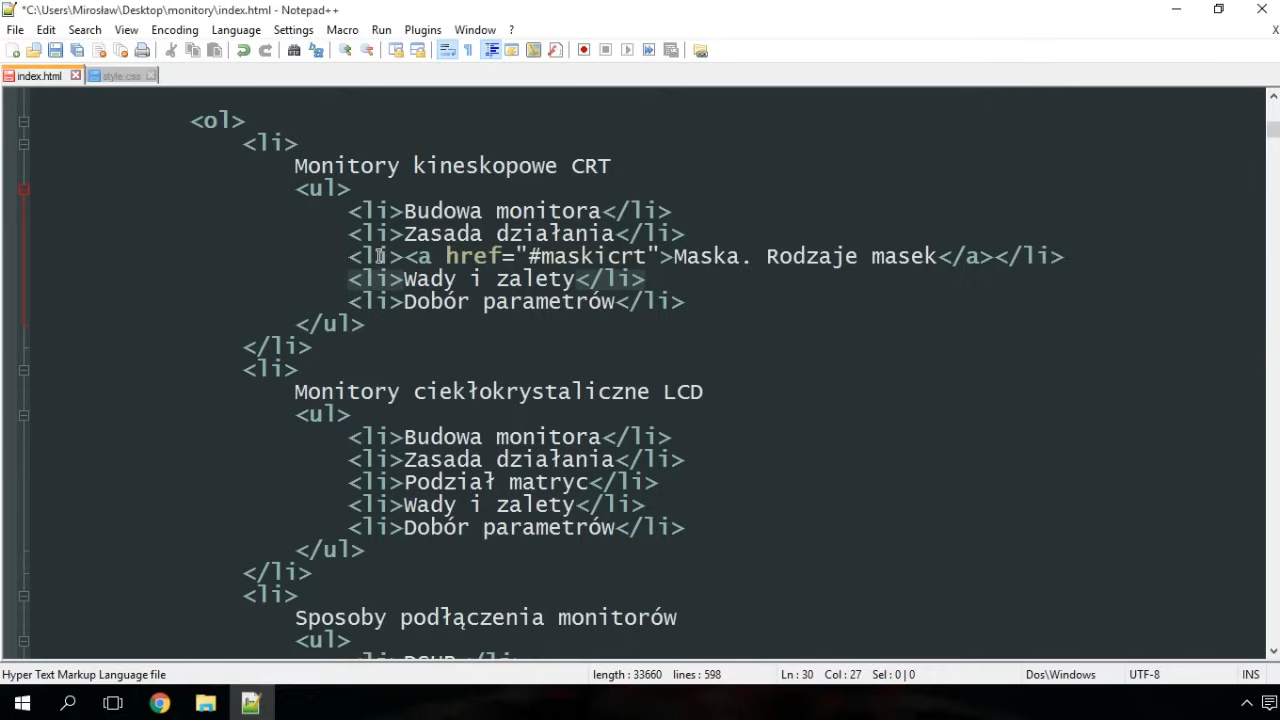 *C:\Users\Mirosław\Desktop\monitory\index.html - Notepad++
File Edit Search View Encoding Language Settings Macro Run Plugins Window ?
X
index.html style.css
<ol>
<li>
Monitory kineskopowe CRT
<ul>
<li>Budowa monitora</li>
<li>Zasada działania</li>
<li><a href="#maskicrt">Maska. Rodzaje masek</a></li>
<li>Wady i zalety</li>
<li>Dobór parametrów</li>
</ul>
</li>
<li>
Monitory ciekłokrystaliczne LCD
<ul>
<li>Budowa monitora</li>
<li>Zasada działania</li>
<li>Podział matryc</li>
<li>Wady i zalety</li>
<li>Dobór parametrów</li>
</ul>
</li>
<li>
Sposoby podłączenia monitorów
<ul>
Hyper Text Markup Language file length : 33660 lines : 598 Ln : 30 Col : 27 Sel : 0 | 0 Dos\Windows UTF-8 INS